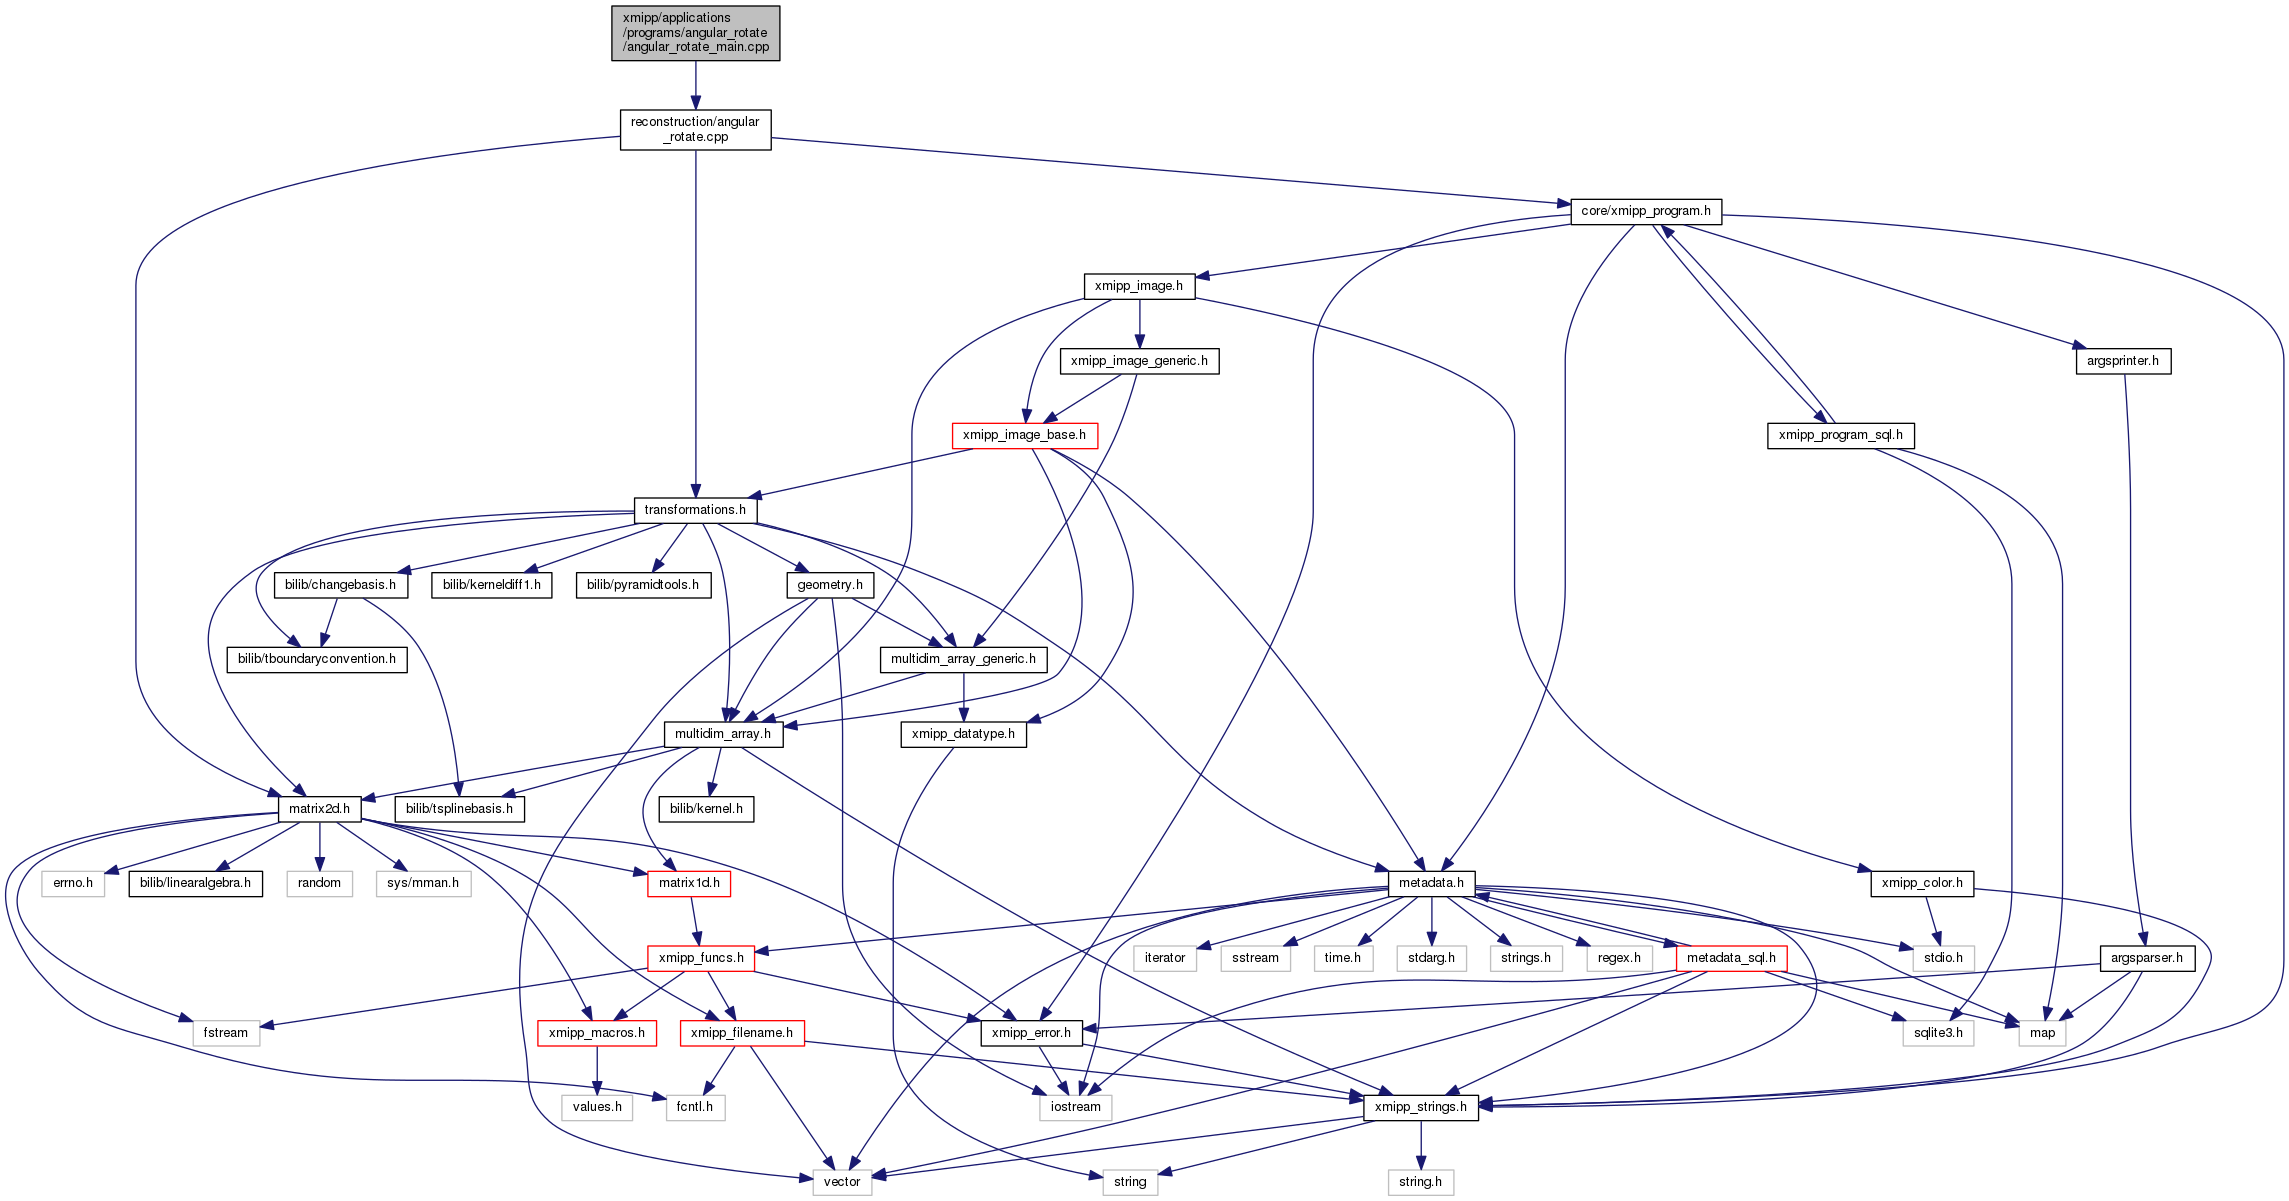 xmipp/applications
/programs/angular_rotate
/angular_rotate_main.cpp
reconstruction/angular
_rotate.cpp
core/xmipp_program.h
xmipp_image.h
xmipp_image_generic.h
argsprinter.h
xmipp_image_base.h
xmipp_program_sql.h
transformations.h
bilib/changebasis.h
bilib/kerneldiff1.h
bilib/pyramidtools.h
geometry.h
bilib/tboundaryconvention.h
multidim_array_generic.h
multidim_array.h
xmipp_datatype.h
matrix2d.h
bilib/tsplinebasis.h
bilib/kernel.h
errno.h
bilib/linearalgebra.h
random
sys/mman.h
matrix1d.h
metadata.h
xmipp_color.h
xmipp_funcs.h
iterator
sstream
time.h
stdarg.h
strings.h
regex.h
metadata_sql.h
stdio.h
argsparser.h
fstream
xmipp_macros.h
xmipp_filename.h
xmipp_error.h
sqlite3.h
map
values.h
fcntl.h
iostream
xmipp_strings.h
vector
string
string.h